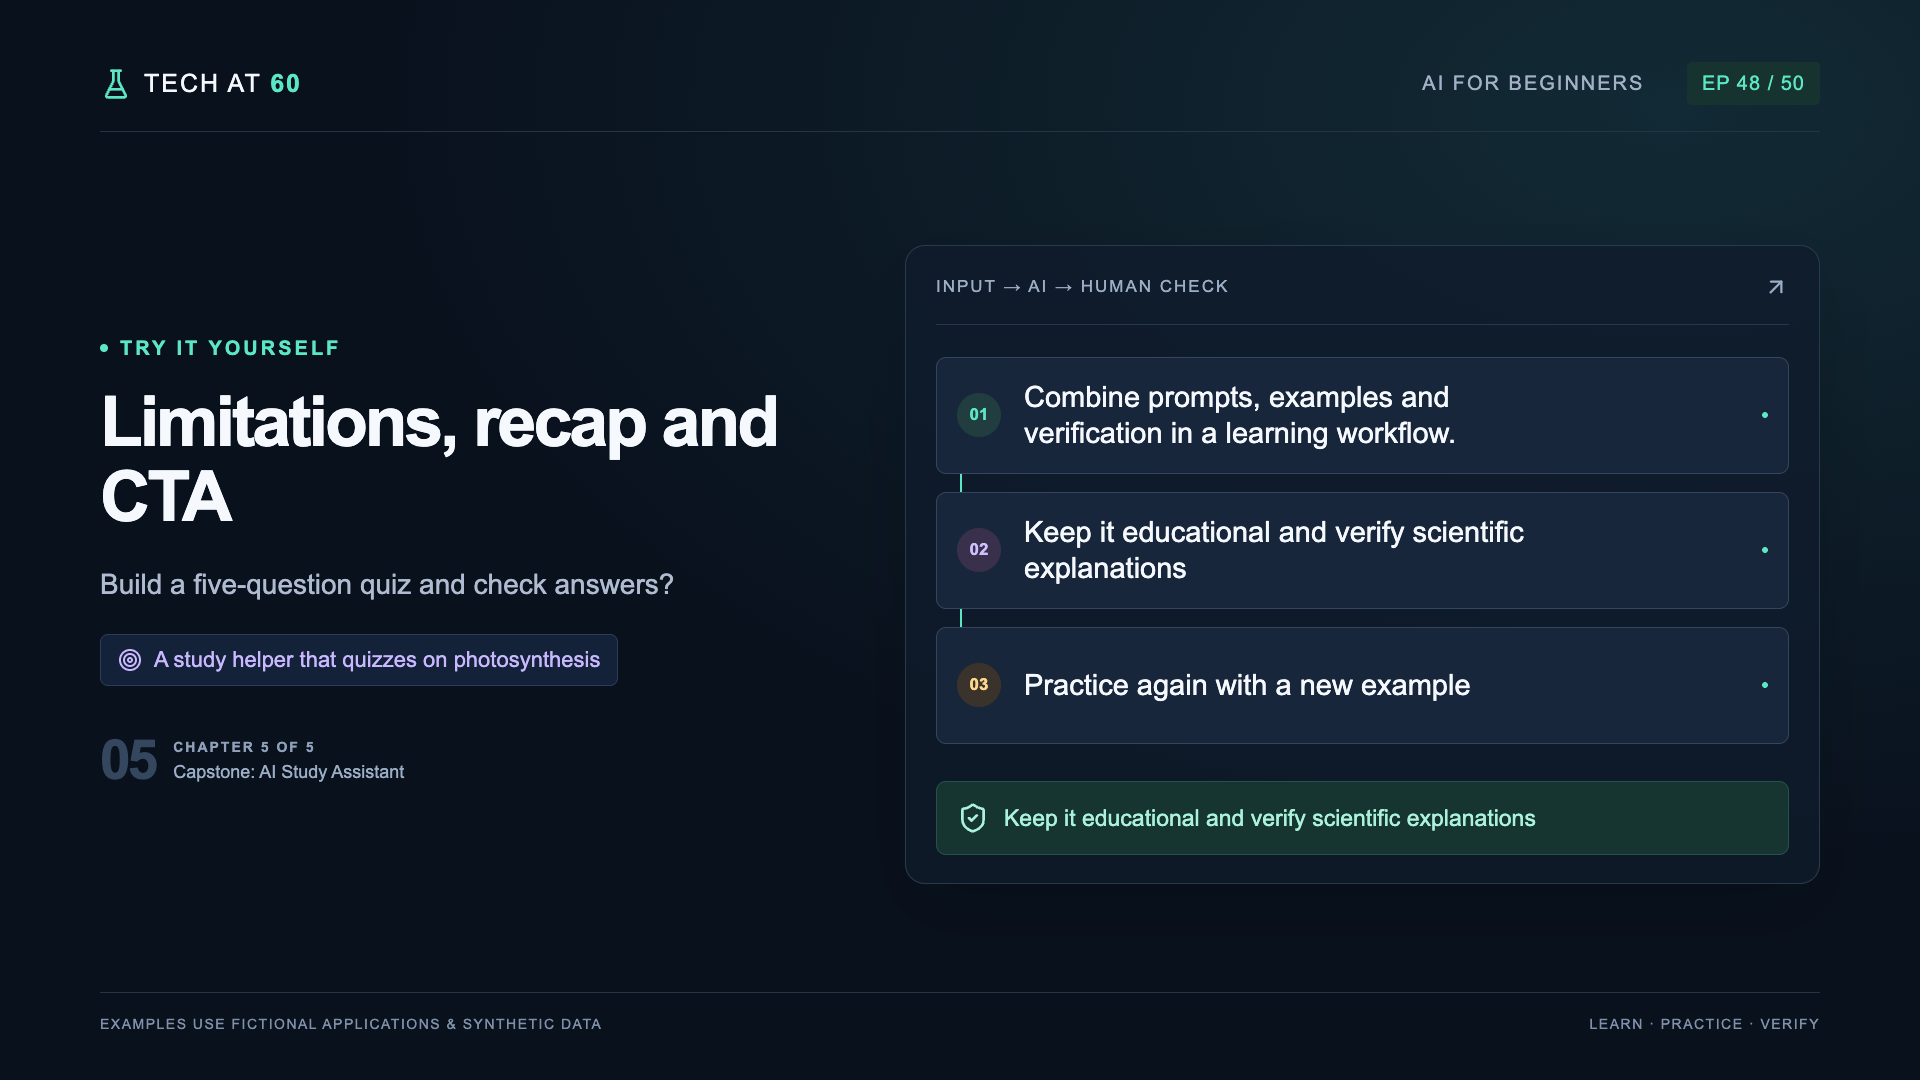 TECH AT 60
AI FOR BEGINNERS
EP 48 / 50
TRY IT YOURSELF
Limitations, recap and
CTA
Build a five-question quiz and check answers?
A study helper that quizzes on photosynthesis
05
CHAPTER 5 OF 5
Capstone: AI Study Assistant
INPUT → AI → HUMAN CHECK
01
Combine prompts, examples and
verification in a learning workflow.
02
Keep it educational and verify scientific
explanations
03
Practice again with a new example
Keep it educational and verify scientific explanations
EXAMPLES USE FICTIONAL APPLICATIONS & SYNTHETIC DATA
LEARN · PRACTICE · VERIFY